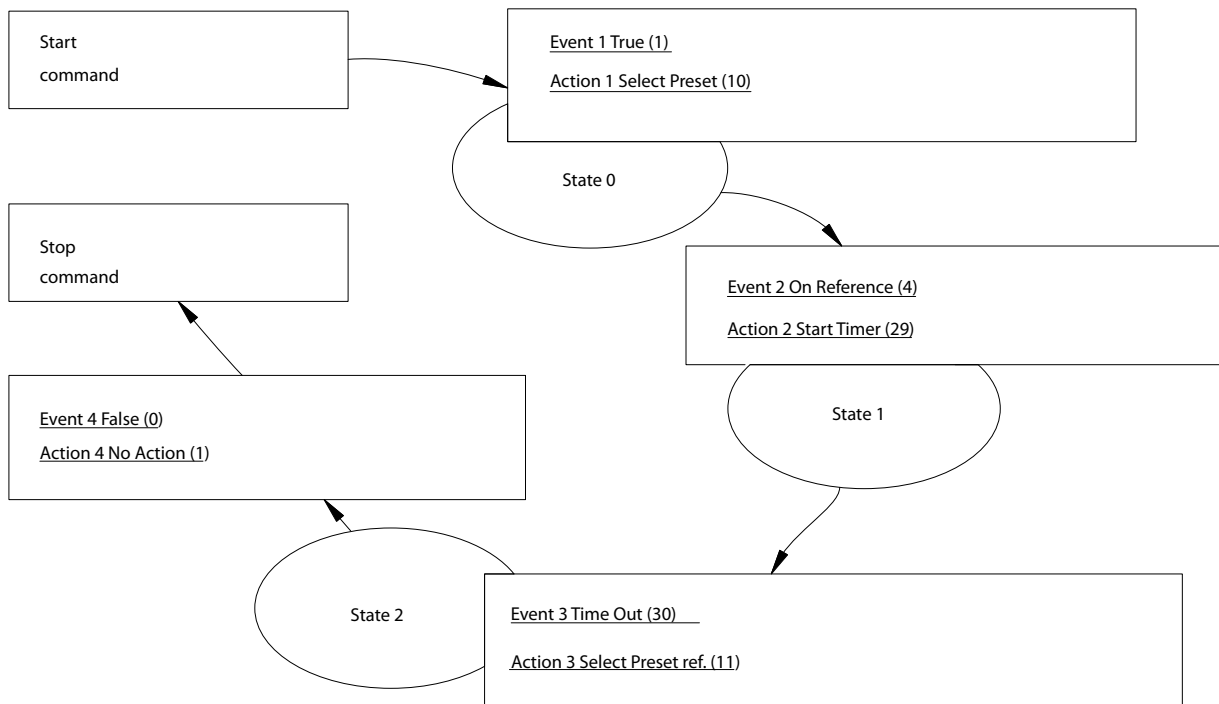 Start
command
Event 1 True (1)
Action 1 Select Preset (10)
State 0
Stop
command
Event 2 On Reference (4)
Action 2 Start Timer (29)
Event 4 False (0)
Action 4 No Action (1)
State 1
State 2
Event 3 Time Out (30)
Action 3 Select Preset ref. (11)